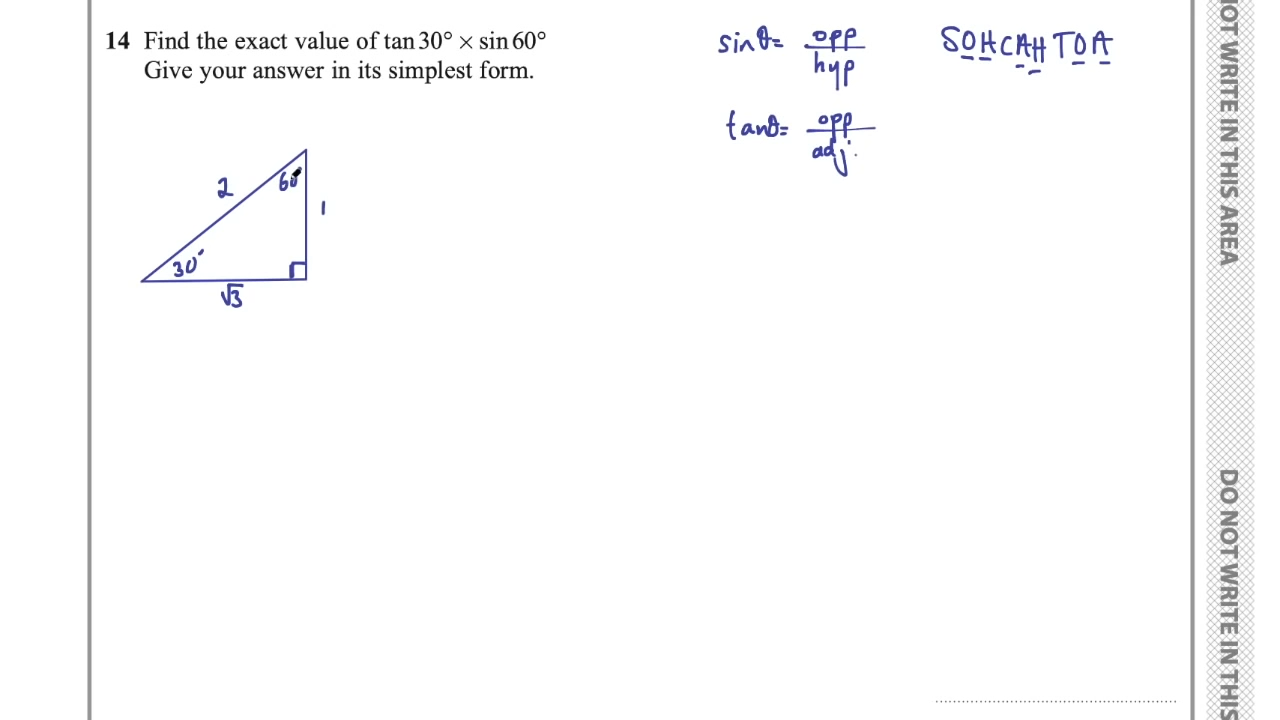 14 Find the exact value of tan 30° × sin 60°
Give your answer in its simplest form.
sinθ= opp
hyp
SOHCAHTOA
tanθ= opp
adj.
2
60
1
30°
√3
NOT WRITE IN THIS AREA
DO NOT WRITE IN THIS